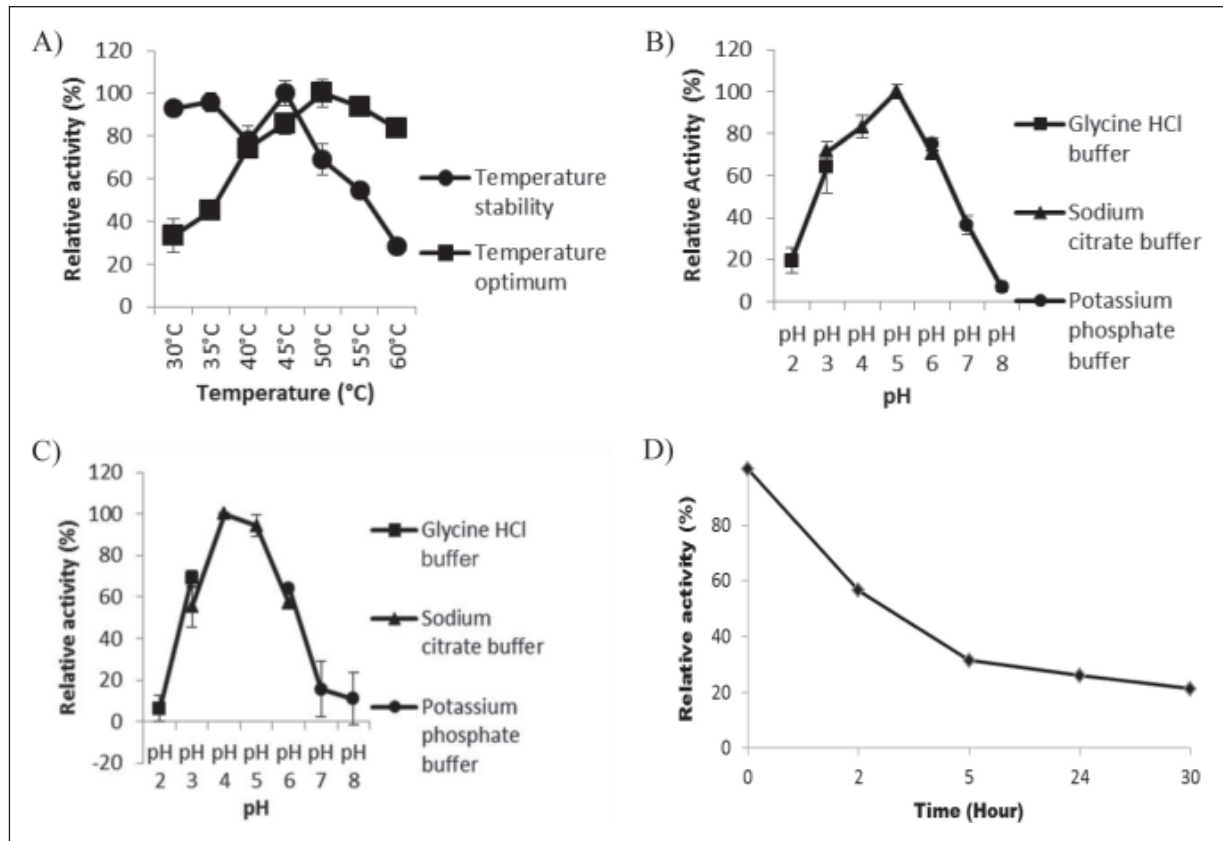 A)
120
100
80
60
40
20
0
Relative activity (%)
30°C
35°C
40°C
45°C
50°C
55°C
60°C
Temperature (°C)
Temperature
stability
Temperature
optimum
B)
120
100
80
60
40
20
0
Relative Activity (%)
pH pH pH pH pH pH pH
2 3 4 5 6 7 8
pH
Glycine HCl
buffer
Sodium
citrate buffer
Potassium
phosphate
buffer
C)
120
100
80
60
40
20
0
-20
Relative activity (%)
pH pH pH pH pH pH pH
2 3 4 5 6 7 8
pH
Glycine HCl
buffer
Sodium
citrate buffer
Potassium
phosphate
buffer
D)
80
60
40
20
0
Relative activity (%)
0 2 5 24 30
Time (Hour)